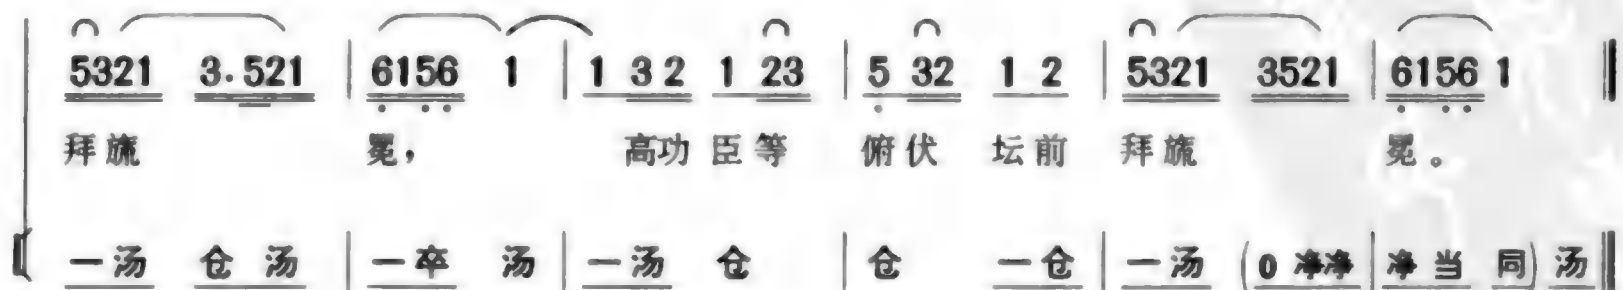 5321 3·521 | 6156 1 | 1 3 2 1 23 | 5 32 1 2 | 5321 3521 | 6156 1 ‖
拜旒 冕， 高功 臣等 俯伏 坛前 拜旒 冕。
一汤 仓汤 | 一卒 汤 | 一汤 仓 | 仓 一仓 | 一汤 (0 净净 | 净当 同) 汤 ‖